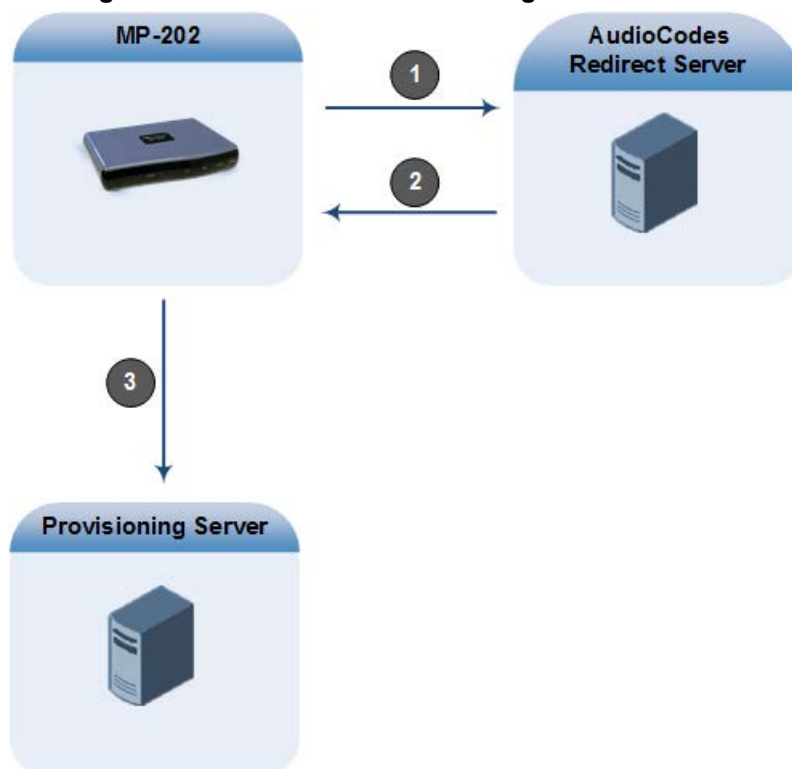 MP-202
AudioCodes
Redirect Server
1
2
3
Provisioning Server